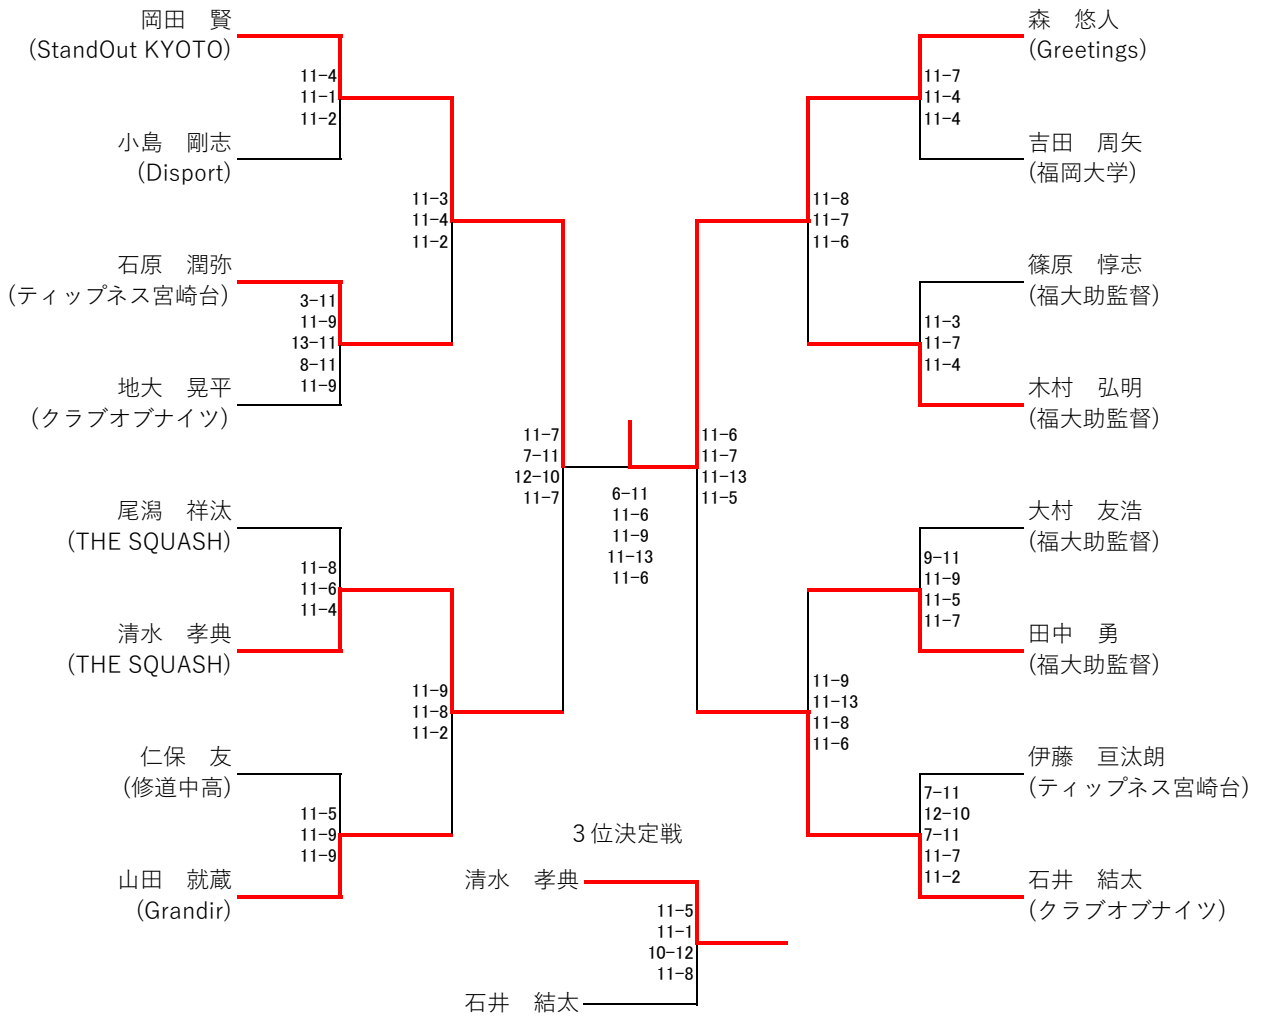 岡田　賢
(StandOut KYOTO)
11-4
11-1
11-2
小島　剛志
(Disport)
11-3
11-4
11-2
石原　潤弥
(ティップネス宮崎台)
3-11
11-9
13-11
8-11
11-9
地大　晃平
(クラブオブナイツ)
11-7
7-11
12-10
11-7
尾潟　祥汰
(THE SQUASH)
11-8
11-6
11-4
清水　孝典
(THE SQUASH)
11-9
11-8
11-2
仁保　友
(修道中高)
11-5
11-9
11-9
山田　就蔵
(Grandir)
6-11
11-6
11-9
11-13
11-6
森　悠人
(Greetings)
11-7
11-4
11-4
吉田　周矢
(福岡大学)
11-8
11-7
11-6
篠原　惇志
(福大助監督)
11-3
11-7
11-4
木村　弘明
(福大助監督)
11-6
11-7
11-13
11-5
大村　友浩
(福大助監督)
9-11
11-9
11-5
11-7
田中　勇
(福大助監督)
11-9
11-13
11-8
11-6
伊藤　亘汰朗
(ティップネス宮崎台)
7-11
12-10
7-11
11-7
11-2
石井　結太
(クラブオブナイツ)
３位決定戦
清水　孝典
11-5
11-1
10-12
11-8
石井　結太